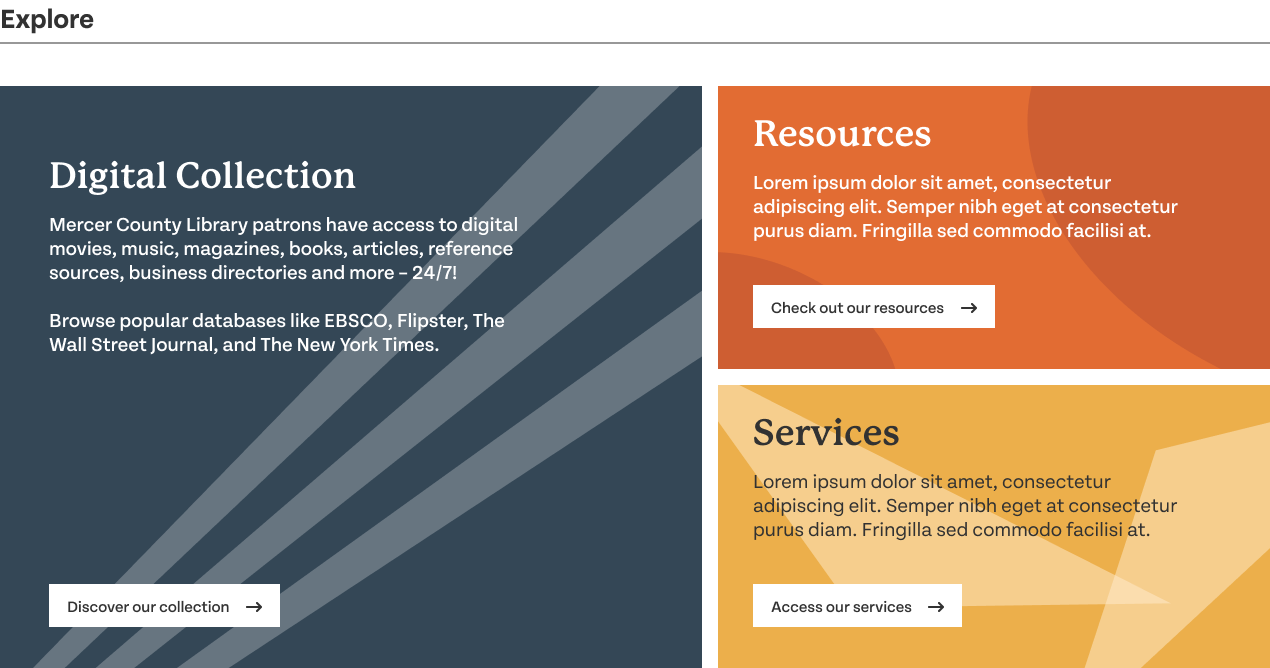 Explore
Digital Collection
Mercer County Library patrons have access to digital
movies, music, magazines, books, articles, reference
sources, business directories and more – 24/7!
Browse popular databases like EBSCO, Flipster, The
Wall Street Journal, and The New York Times.
Discover our collection
Resources
Lorem ipsum dolor sit amet, consectetur
adipiscing elit. Semper nibh eget at consectetur
purus diam. Fringilla sed commodo facilisi at.
Check out our resources
Services
Lorem ipsum dolor sit amet, consectetur
adipiscing elit. Semper nibh eget at consectetur
purus diam. Fringilla sed commodo facilisi at.
Access our services